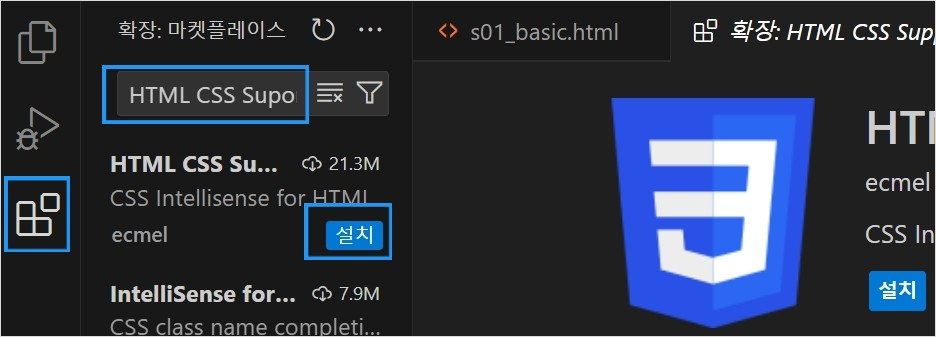 확장: 마켓플레이스
HTML CSS Supo
HTML CSS Su... 21.3M
CSS Intellisense for HTML
ecmel 설치
IntelliSense for... 7.9M
CSS class name completi...
s01_basic.html
확장: HTML CSS Supp
HTM
ecmel
CSS In
설치